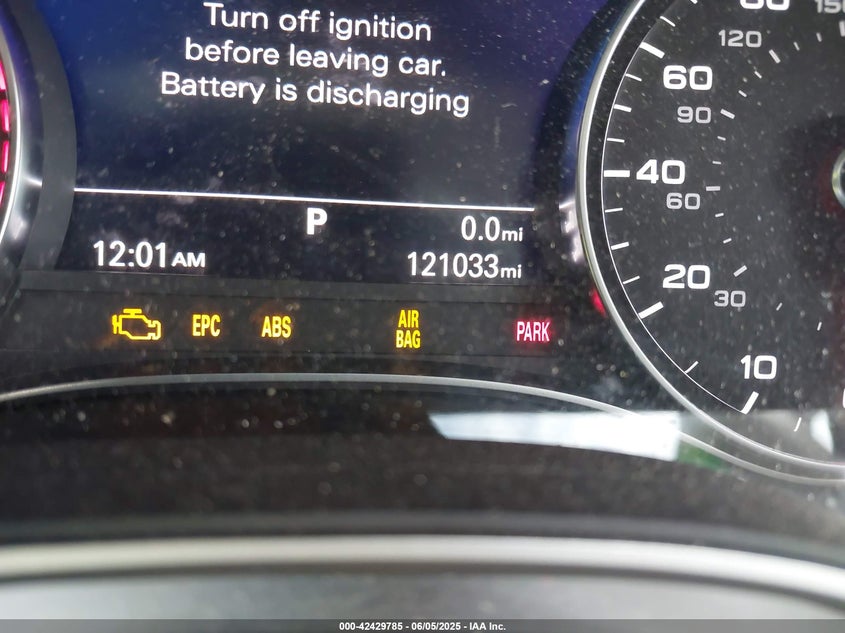 Turn off ignition
before leaving car.
Battery is discharging
P
0.0mi
12:01AM
121033mi
EPC
ABS
AIR
BAG
PARK
120
60
90
40
60
20
30
10
000-42429785 - 06/05/2025 - IAA Inc.